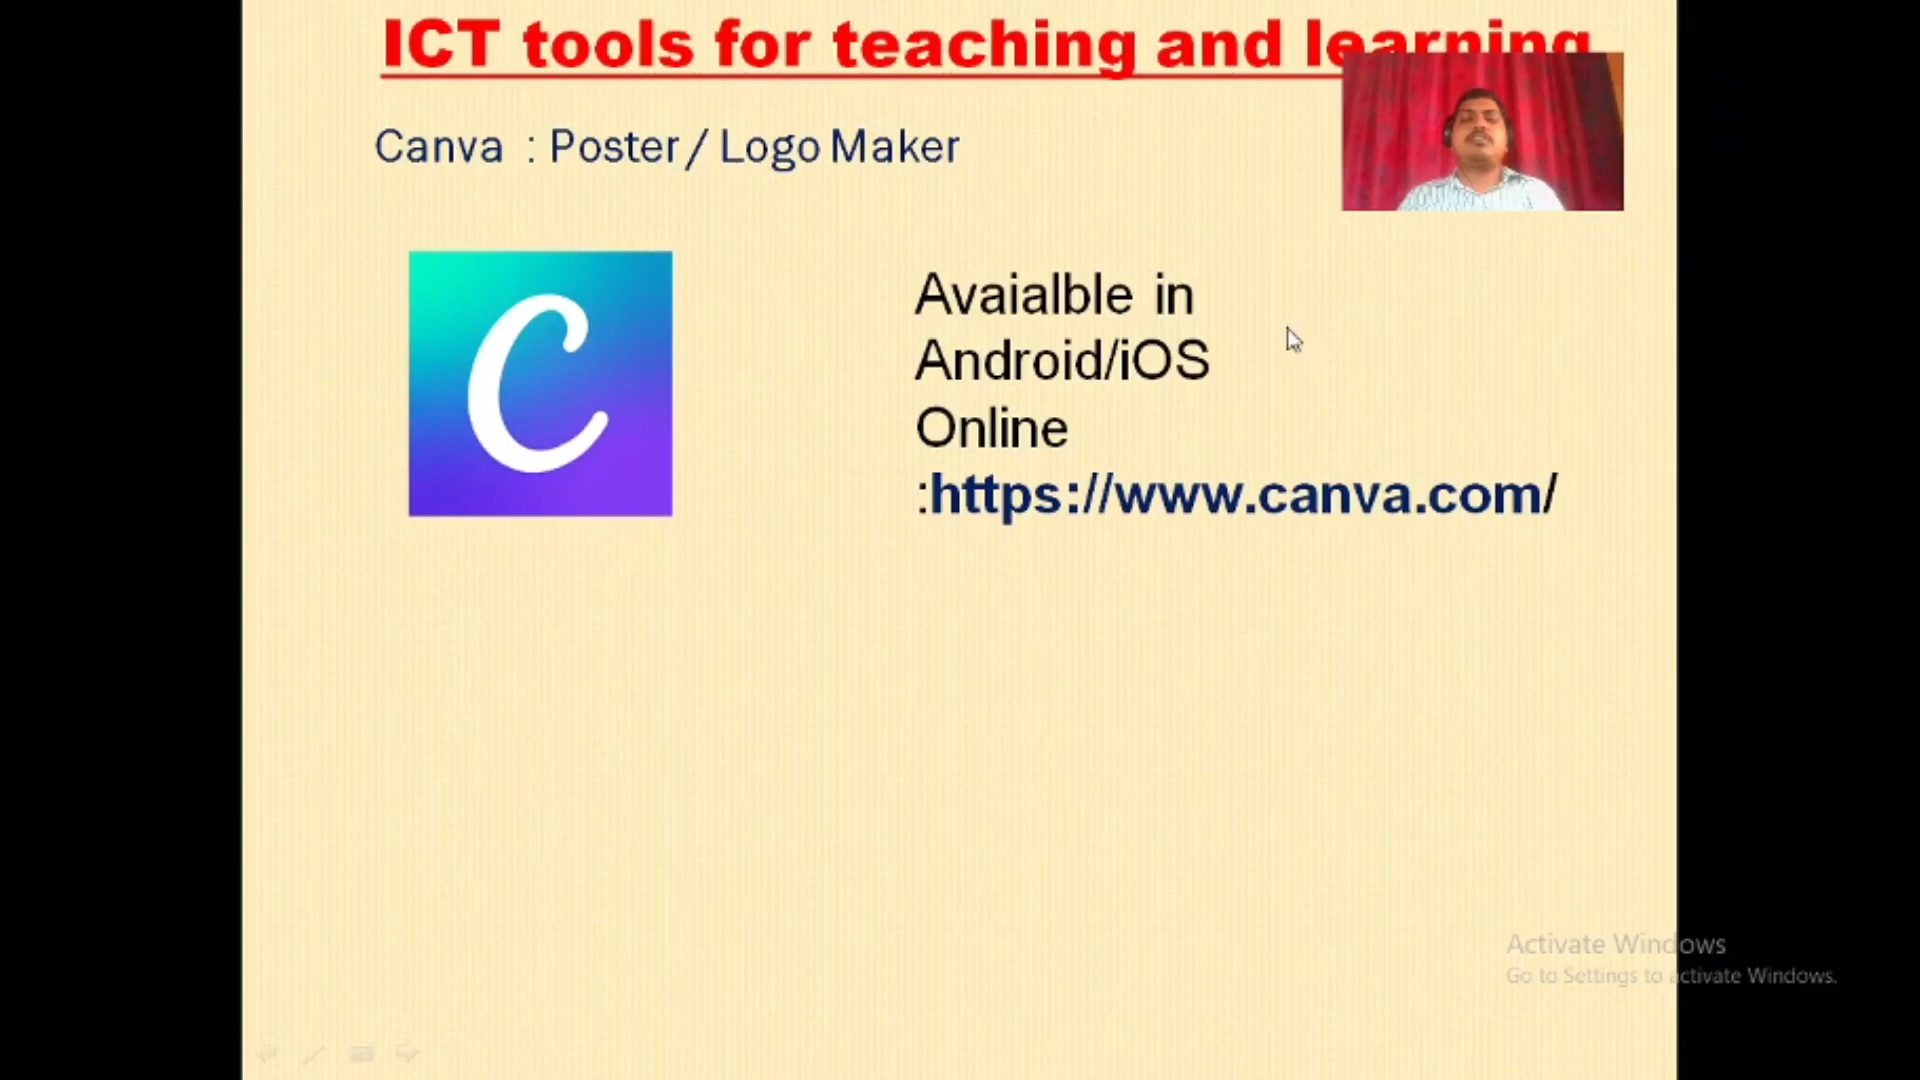 ICT tools for teaching and learning
Canva : Poster / Logo Maker
C
Avaialble in
Android/iOS
Online
:https://www.canva.com/
Activate Windows
Go to Settings to activate Windows.